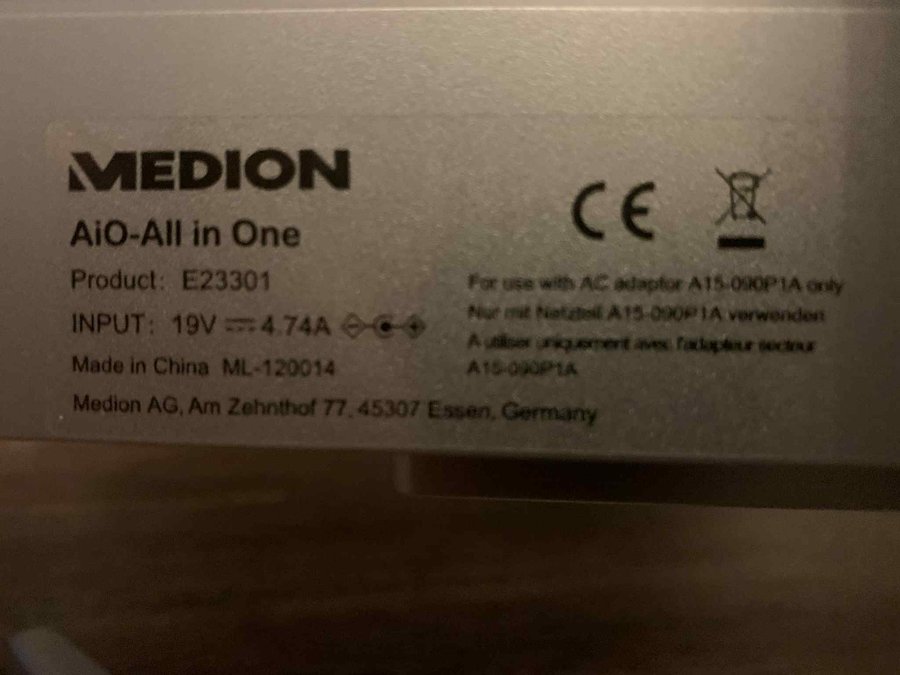 MEDION
AiO-All in One
Product: E23301
INPUT: 19V 4.74A
Made in China ML-120014
Medion AG, Am Zehnthof 77, 45307 Essen, Germany
CE
For use with AC adaptor A15-090P1A only
Nur mit Netzteil A15-090P1A verwenden
A utiliser uniquement avec l'adapteur secteur
A15-090P1A